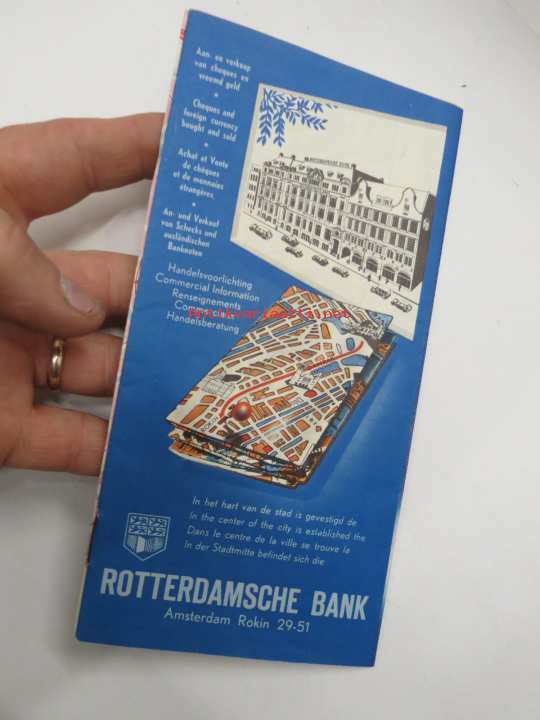 Aan- en verkoop
van cheques en
vreemd geld
Cheques and
foreign currency
bought and sold
Achat et Vente
de chèques
et de monnaies
étrangères
An- und Verkauf
von Schecks und
ausländischen
Banknoten
ROTTERDAMSCHE BANK
Handelsvoorlichting
Commercial Information
Renseignements
Handelsberatung
Antikvariaatia.net
In het hart van de stad is gevestigd de
In the center of the city is established the
Dans le centre de la ville se trouve la
In der Stadtmitte befindet sich die
ROTTERDAMSCHE BANK
Amsterdam Rokin 29-51